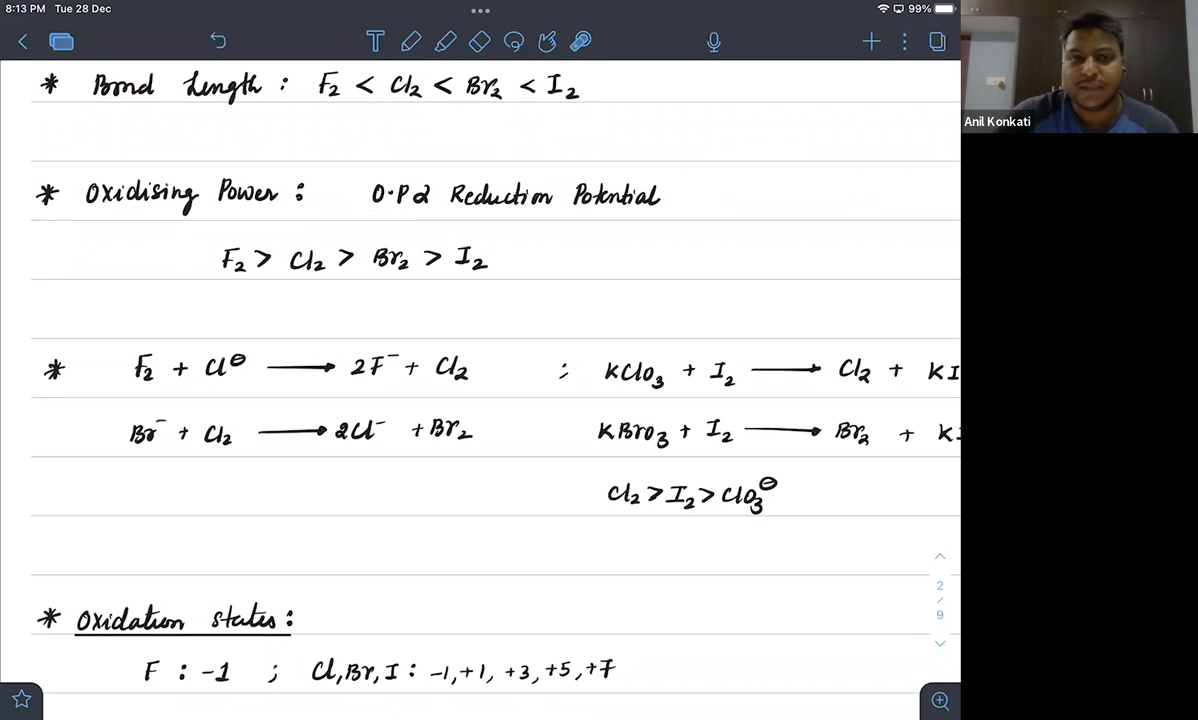 8:13 PM Tue 28 Dec
99%
Anil Konkati
* Bond Length : F₂ < Cl₂ < Br₂ < I₂
* Oxidising Power : O.P α Reduction Potential
F₂ > Cl₂ > Br₂ > I₂
* F₂ + Cl⊖ ⟶ 2F⁻ + Cl₂ ; KClO₃ + I₂ ⟶ Cl₂ + KI
Br⁻ + Cl₂ ⟶ 2Cl⁻ + Br₂ KBrO₃ + I₂ ⟶ Br₂ + KI
Cl₂ > I₂ > ClO₃⊖
* Oxidation states :
F : -1 ; Cl, Br, I : -1, +1, +3, +5, +7
2
/
9